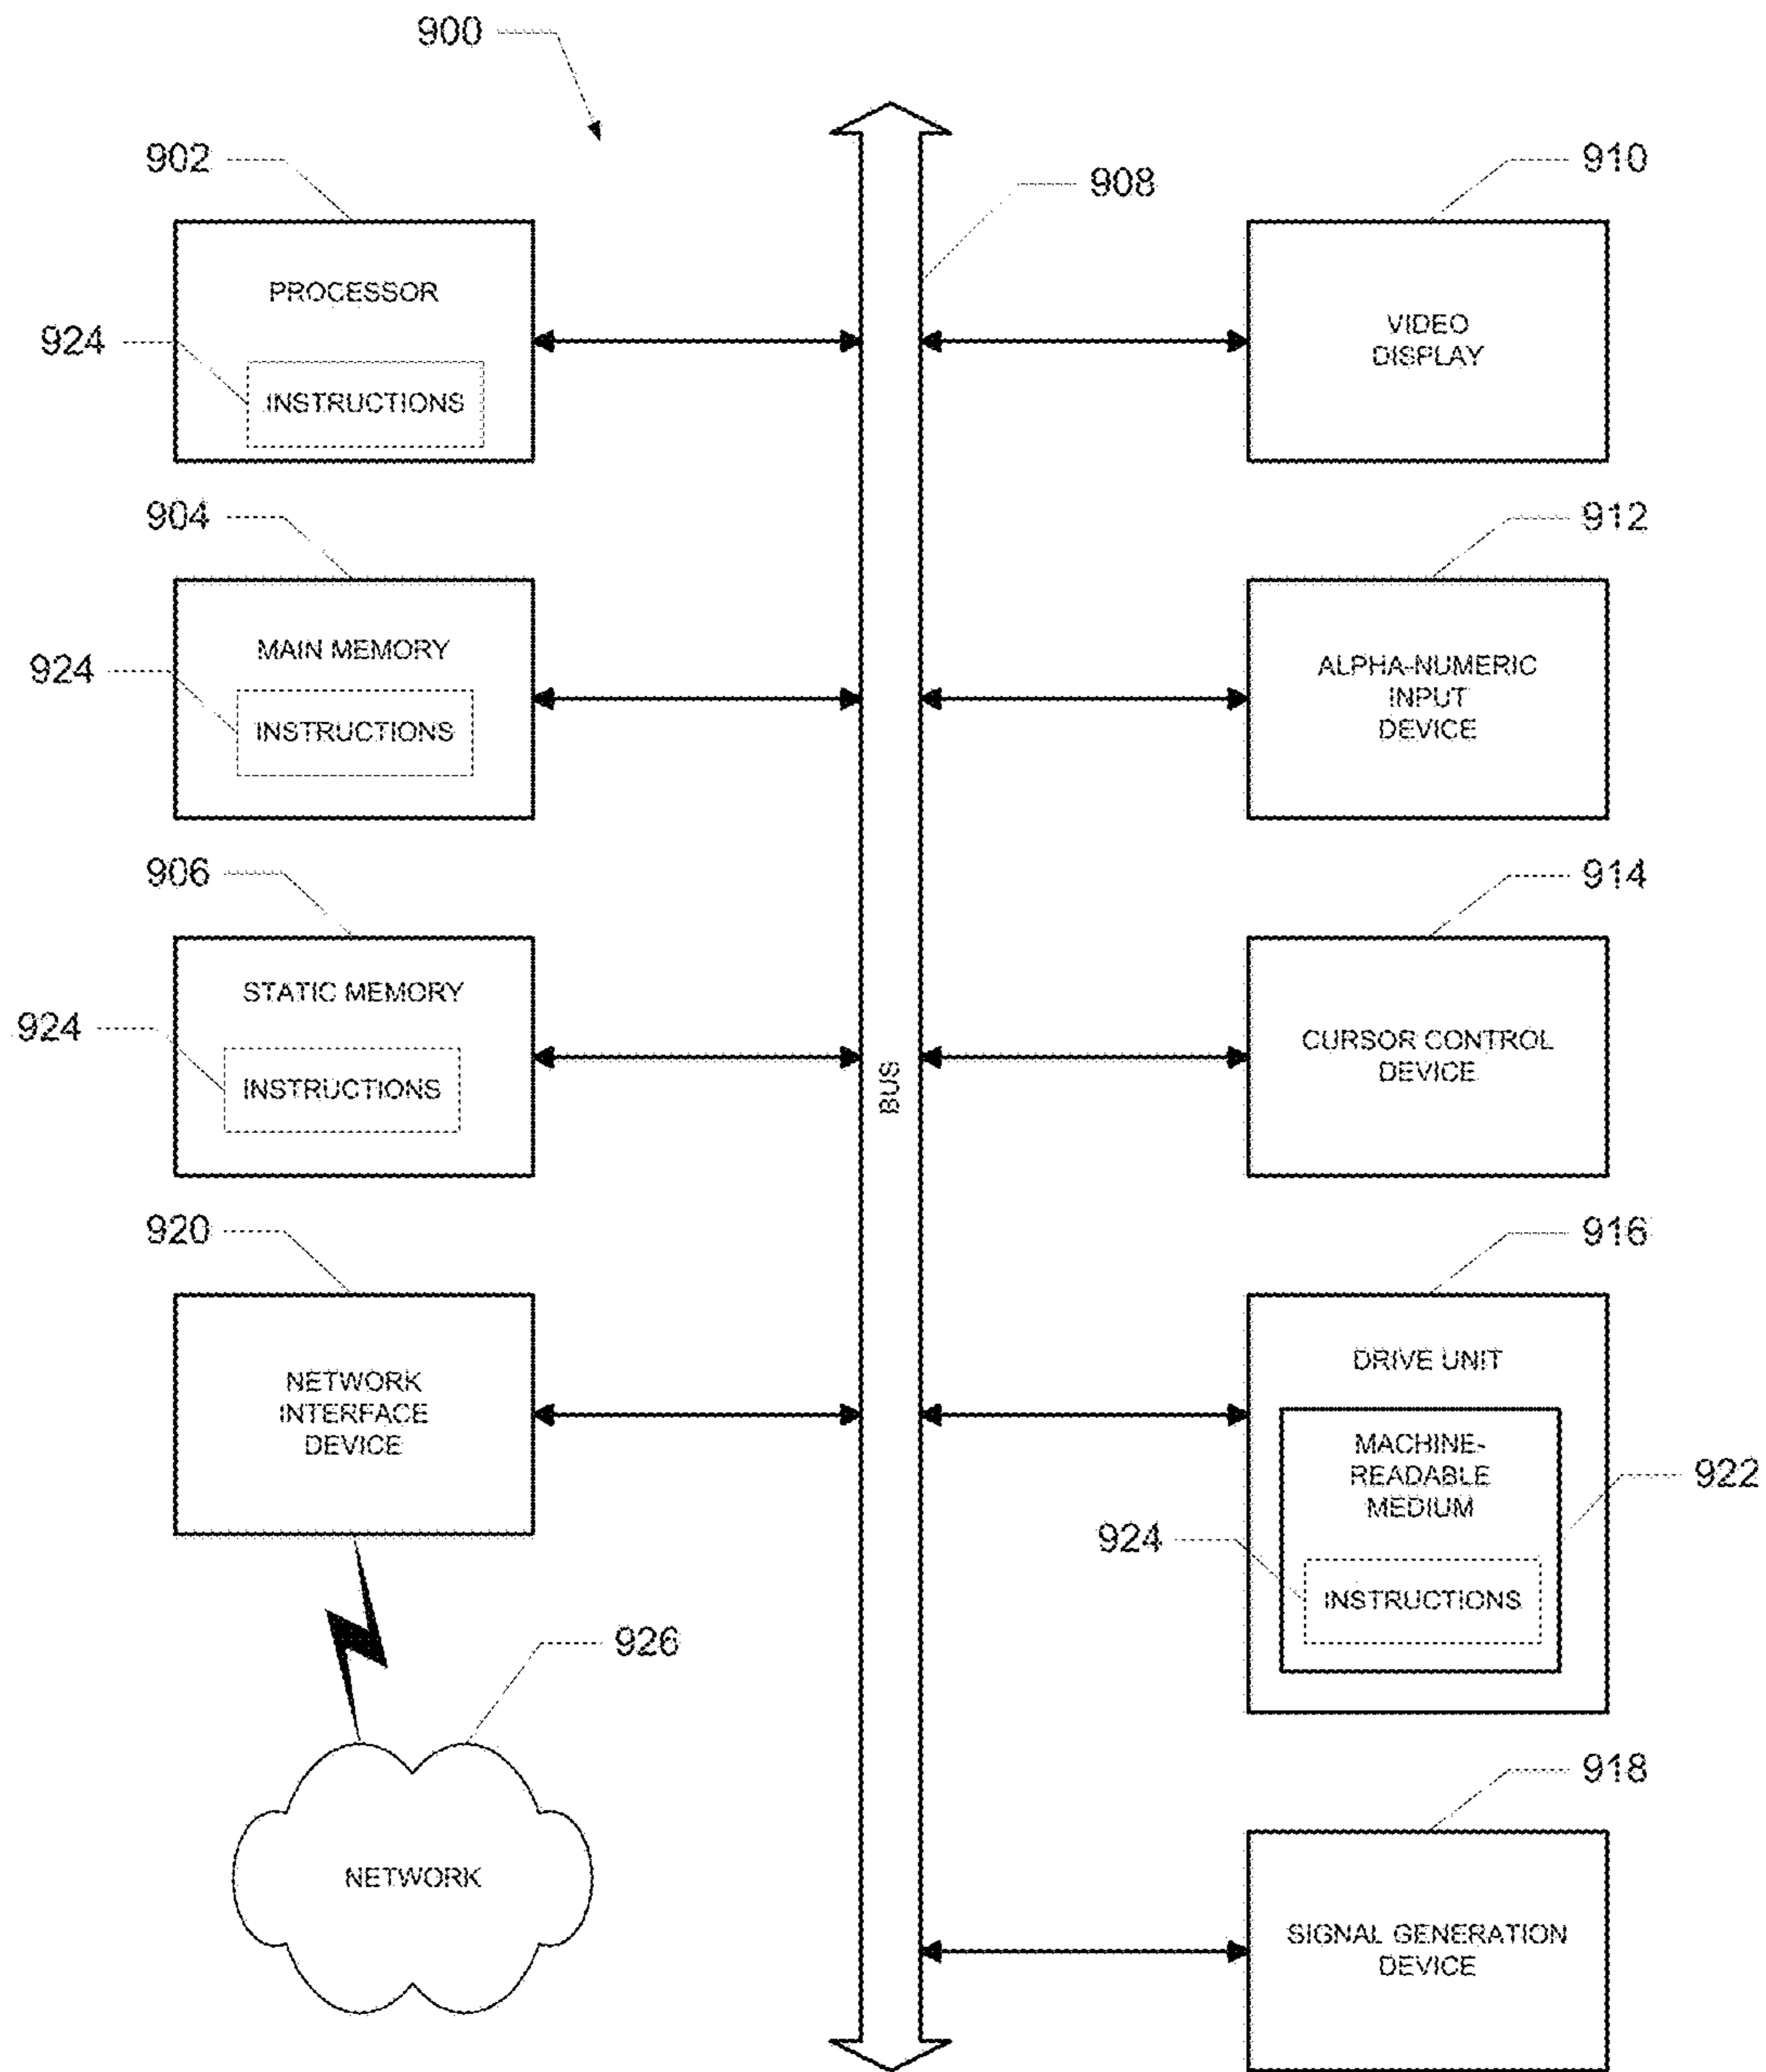 900
902
PROCESSOR
924
INSTRUCTIONS
904
MAIN MEMORY
924
INSTRUCTIONS
906
STATIC MEMORY
924
INSTRUCTIONS
920
NETWORK
INTERFACE
DEVICE
926
NETWORK
908
BUS
910
VIDEO
DISPLAY
912
ALPHA-NUMERIC
INPUT
DEVICE
914
CURSOR CONTROL
DEVICE
916
DRIVE UNIT
MACHINE-
READABLE
MEDIUM
922
924
INSTRUCTIONS
918
SIGNAL GENERATION
DEVICE